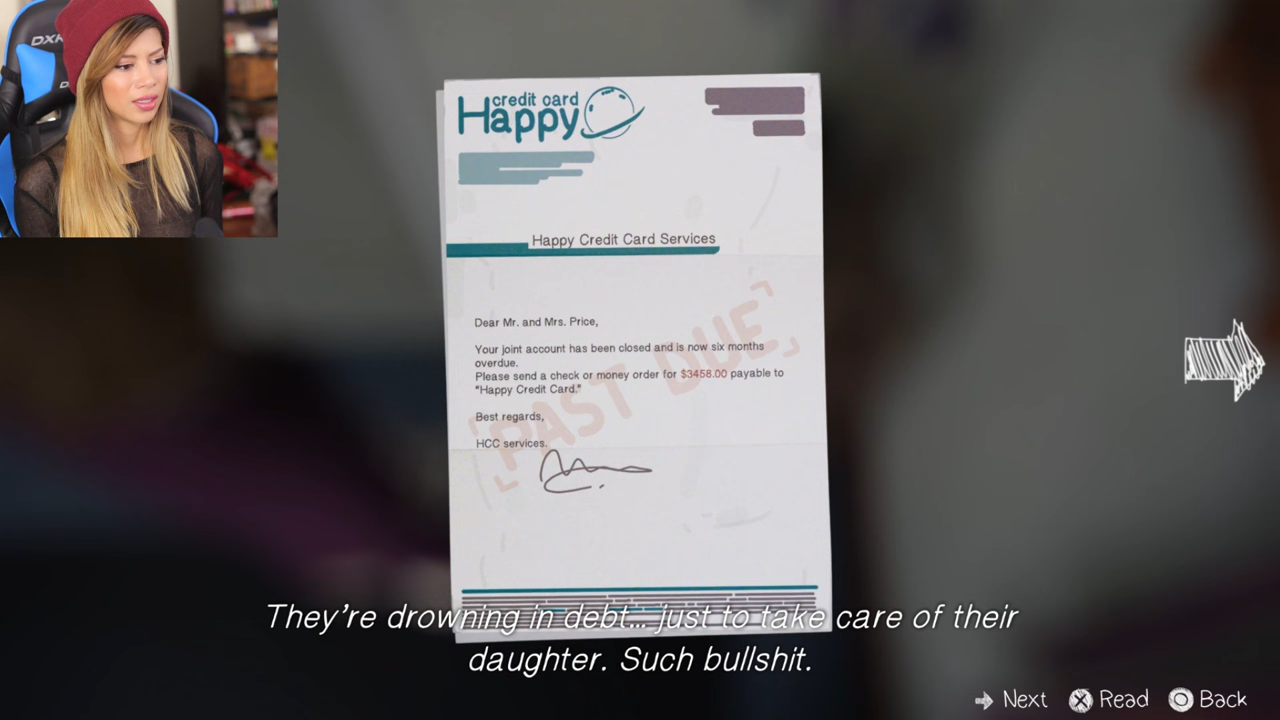 DXR
credit card
Happy
Happy Credit Card Services
Dear Mr. and Mrs. Price,
Your joint account has been closed and is now six months
overdue.
Please send a check or money order for $3458.00 payable to
"Happy Credit Card."
Best regards,
HCC services.
PAST DUE
They're drowning in debt... just to take care of their
daughter. Such bullshit.
Next Read Back